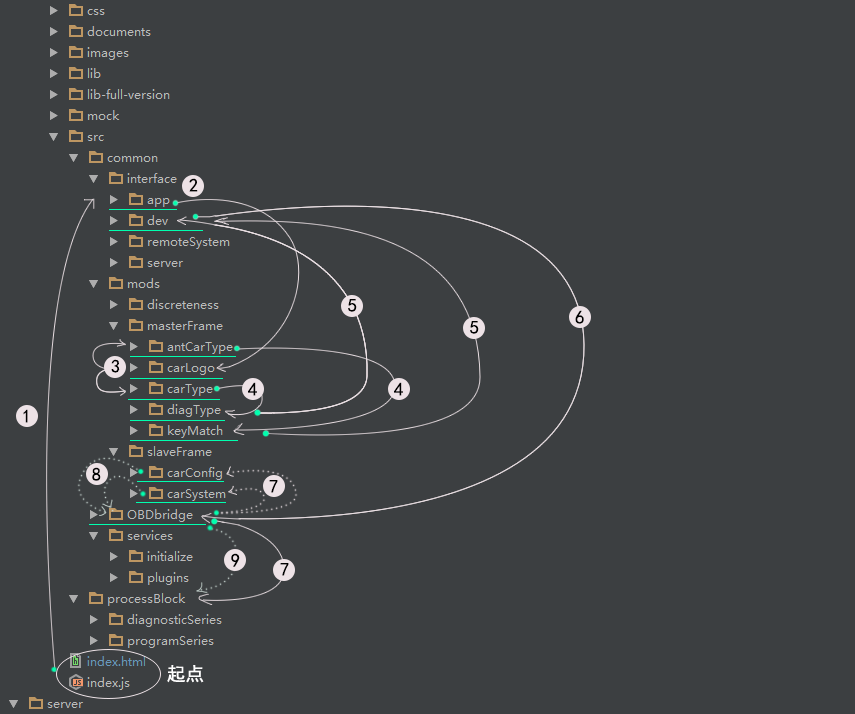 css
documents
images
lib
lib-full-version
mock
src
common
interface
2
app
dev
remoteSystem
server
mods
discreteness
5
6
masterFrame
5
antCarType
carLogo
3
carType
4
4
diagType
1
keyMatch
slaveFrame
carConfig
8
7
carSystem
OBDbridge
services
initialize
9
7
plugins
processBlock
diagnosticSeries
programSeries
index.html
起点
index.js
server